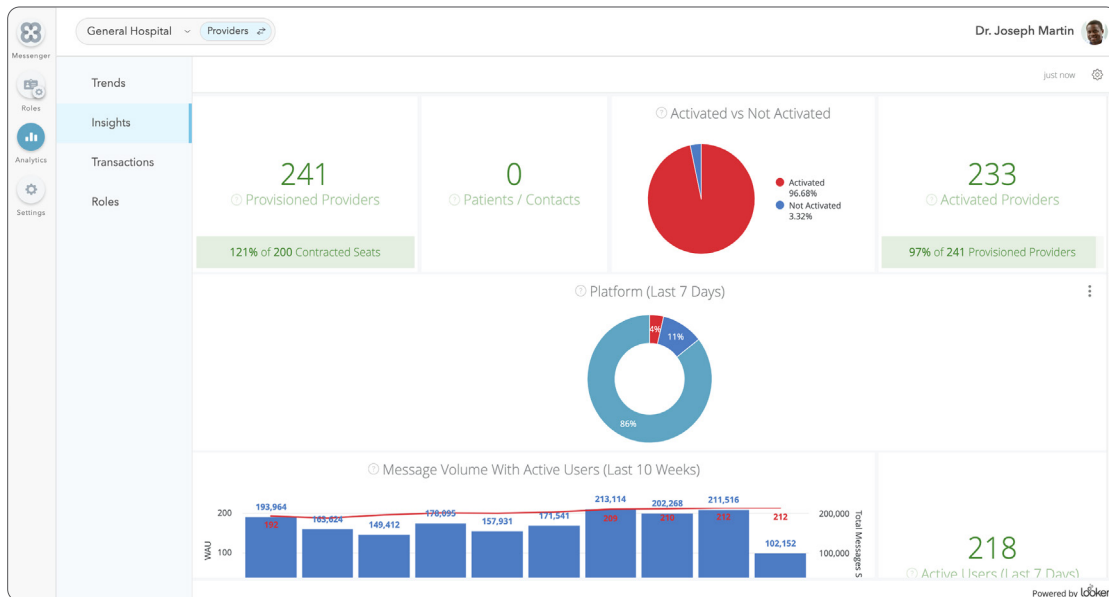 General Hospital
Providers
Dr. Joseph Martin
Messenger
Roles
Analytics
Settings
Trends
Insights
Transactions
Roles
just now
241
Provisioned Providers
121% of 200 Contracted Seats
0
Patients / Contacts
Activated vs Not Activated
Activated
96.68%
Not Activated
3.32%
233
Activated Providers
97% of 241 Provisioned Providers
Platform (Last 7 Days)
4%
11%
86%
Message Volume With Active Users (Last 10 Weeks)
WAU
200
100
193,964
192
163,624
149,412
178,095
157,931
171,541
213,114
209
202,268
210
211,516
212
102,152
212
200,000
100,000
Total Messages S
218
Active Users (Last 7 Days)
Powered by looker